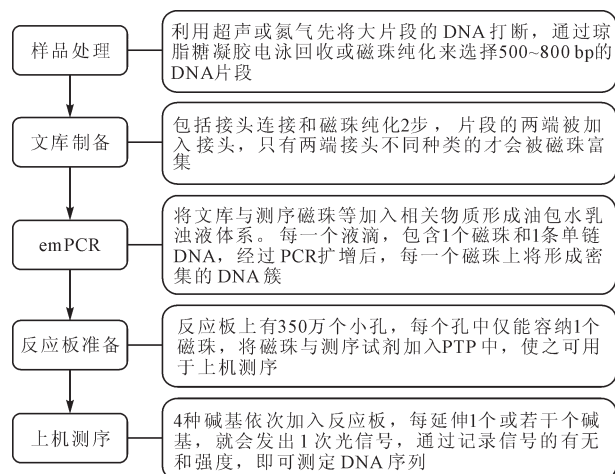 样品处理
利用超声或氮气先将大片段的DNA打断，通过琼
脂糖凝胶电泳回收或磁珠纯化来选择500~800 bp的
DNA片段
文库制备
包括接头连接和磁珠纯化2步，片段的两端被加
入接头，只有两端接头不同种类的才会被磁珠富
集
emPCR
将文库与测序磁珠等加入相关物质形成油包水乳
浊液体系。每一个液滴，包含1个磁珠和1条单链
DNA，经过PCR扩增后，每一个磁珠上将形成密
集的DNA簇
反应板准备
反应板上有350万个小孔，每个孔中仅能容纳1个
磁珠，将磁珠与测序试剂加入PTP中，使之可用
于上机测序
上机测序
4种碱基依次加入反应板，每延伸1个或若干个碱
基，就会发出1次光信号，通过记录信号的有无
和强度，即可测定DNA序列